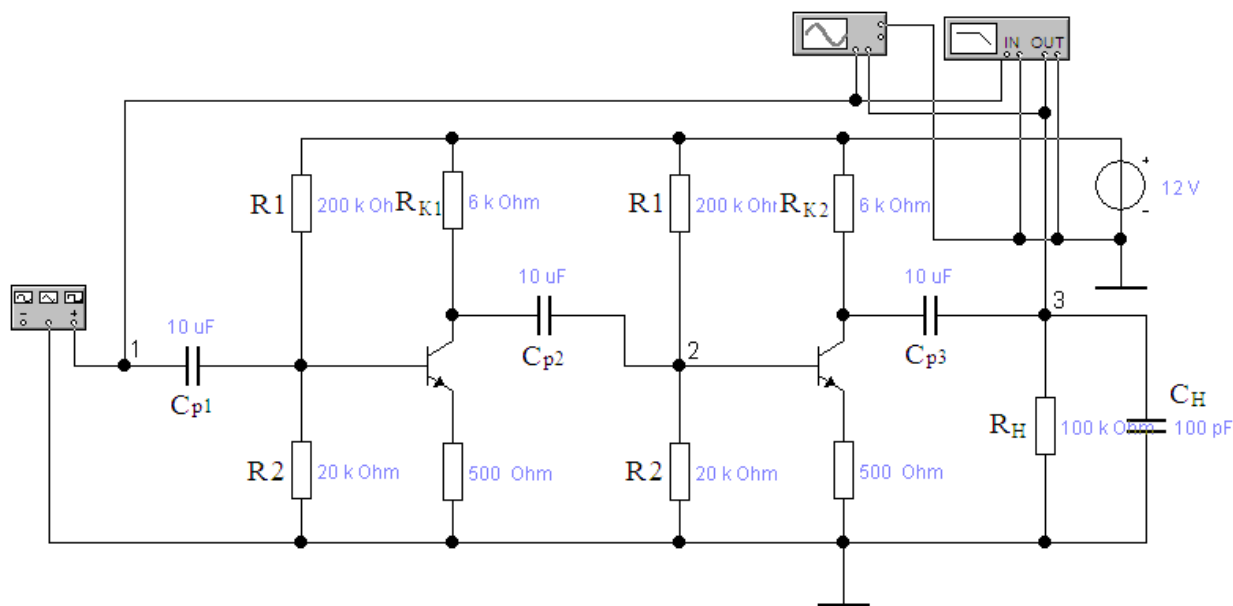 IN OUT
R1
200 k Ohm
RK1
6 k Ohm
R1
200 k Ohm
RK2
6 k Ohm
+
12 V
-
10 uF
10 uF
3
- +
1
10 uF
Cp2
2
Cp3
CH
Cp1
RH
100 k Ohm
100 pF
R2
20 k Ohm
500 Ohm
R2
20 k Ohm
500 Ohm